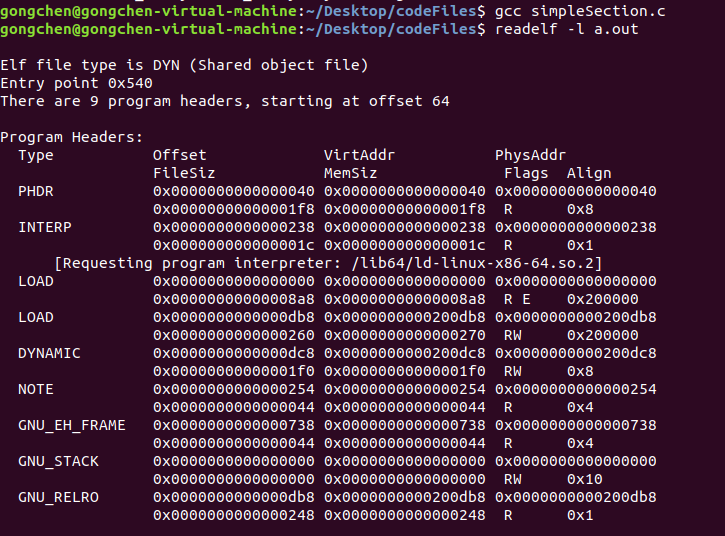 gongchen@gongchen-virtual-machine:~/Desktop/codeFiles$ gcc simpleSection.c
gongchen@gongchen-virtual-machine:~/Desktop/codeFiles$ readelf -l a.out

Elf file type is DYN (Shared object file)
Entry point 0x540
There are 9 program headers, starting at offset 64

Program Headers:
  Type           Offset             VirtAddr           PhysAddr
                 FileSiz            MemSiz              Flags  Align
  PHDR           0x0000000000000040 0x0000000000000040 0x0000000000000040
                 0x00000000000001f8 0x00000000000001f8  R      0x8
  INTERP         0x0000000000000238 0x0000000000000238 0x0000000000000238
                 0x000000000000001c 0x000000000000001c  R      0x1
      [Requesting program interpreter: /lib64/ld-linux-x86-64.so.2]
  LOAD           0x0000000000000000 0x0000000000000000 0x0000000000000000
                 0x00000000000008a8 0x00000000000008a8  R E    0x200000
  LOAD           0x0000000000000db8 0x0000000000200db8 0x0000000000200db8
                 0x0000000000000260 0x0000000000000270  RW     0x200000
  DYNAMIC        0x0000000000000dc8 0x0000000000200dc8 0x0000000000200dc8
                 0x00000000000001f0 0x00000000000001f0  RW     0x8
  NOTE           0x0000000000000254 0x0000000000000254 0x0000000000000254
                 0x0000000000000044 0x0000000000000044  R      0x4
  GNU_EH_FRAME   0x0000000000000738 0x0000000000000738 0x0000000000000738
                 0x0000000000000044 0x0000000000000044  R      0x4
  GNU_STACK      0x0000000000000000 0x0000000000000000 0x0000000000000000
                 0x0000000000000000 0x0000000000000000  RW     0x10
  GNU_RELRO      0x0000000000000db8 0x0000000000200db8 0x0000000000200db8
                 0x0000000000000248 0x0000000000000248  R      0x1